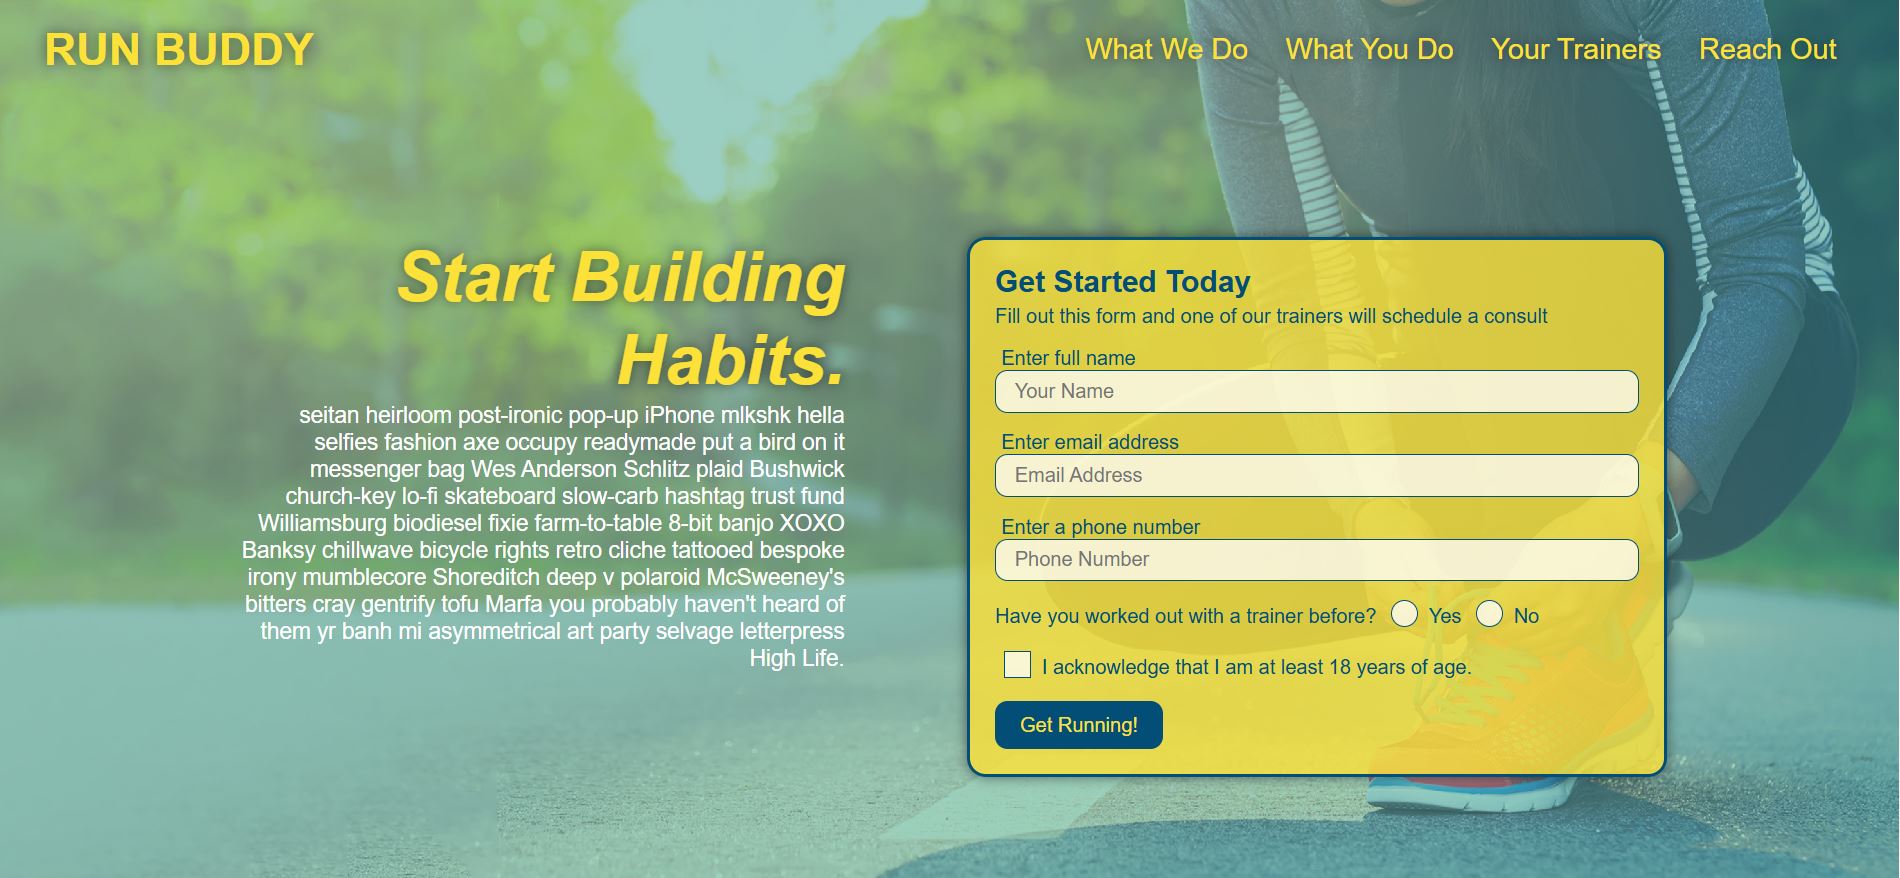 RUN BUDDY
What We Do What You Do Your Trainers Reach Out
Start Building
Habits.
seitan heirloom post-ironic pop-up iPhone mlkshk hella
selfies fashion axe occupy readymade put a bird on it
messenger bag Wes Anderson Schlitz plaid Bushwick
church-key lo-fi skateboard slow-carb hashtag trust fund
Williamsburg biodiesel fixie farm-to-table 8-bit banjo XOXO
Banksy chillwave bicycle rights retro cliche tattooed bespoke
irony mumblecore Shoreditch deep v polaroid McSweeney's
bitters cray gentrify tofu Marfa you probably haven't heard of
them yr banh mi asymmetrical art party selvage letterpress
High Life.
Get Started Today
Fill out this form and one of our trainers will schedule a consult
Enter full name
Your Name
Enter email address
Email Address
Enter a phone number
Phone Number
Have you worked out with a trainer before? Yes No
I acknowledge that I am at least 18 years of age.
Get Running!